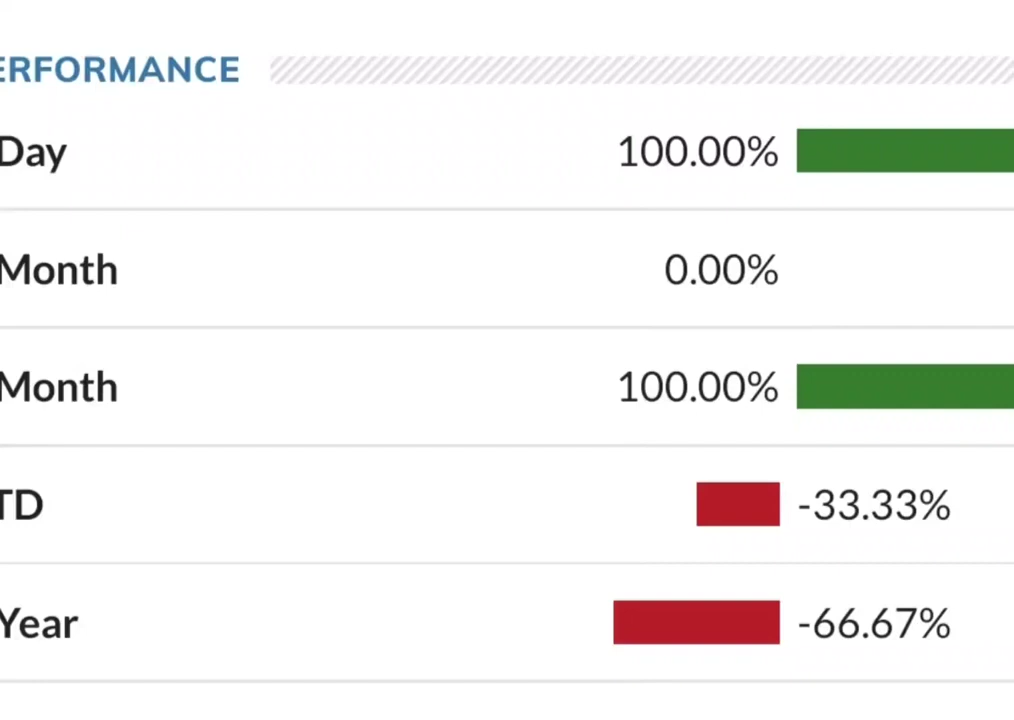 ERFORMANCE
Day 100.00%
Month 0.00%
Month 100.00%
TD -33.33%
Year -66.67%